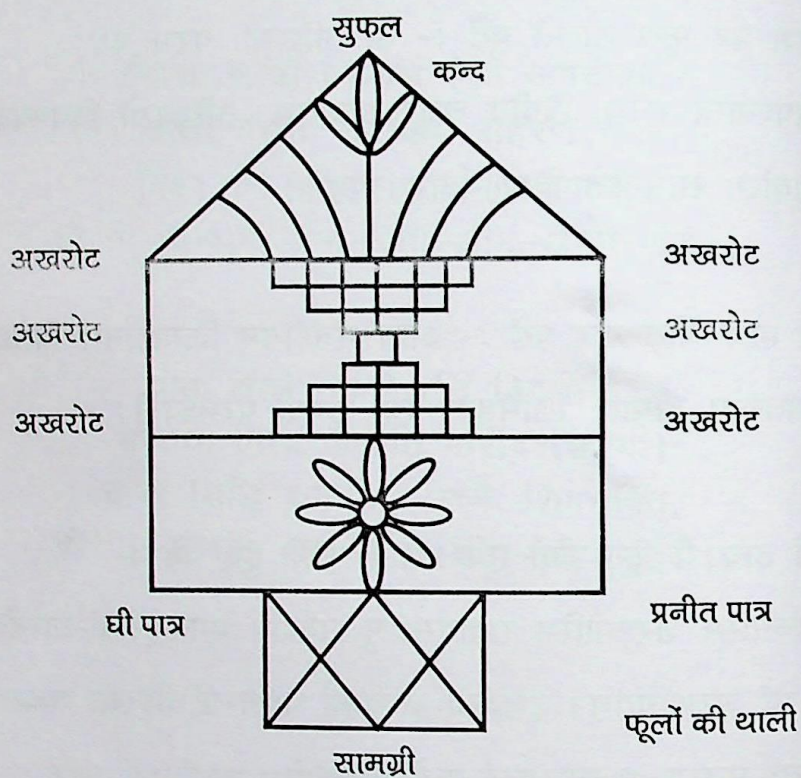 सुफल
कन्द
अखरोट अखरोट
अखरोट अखरोट
अखरोट अखरोट
घी पात्र प्रनीत पात्र
फूलों की थाली
सामग्री